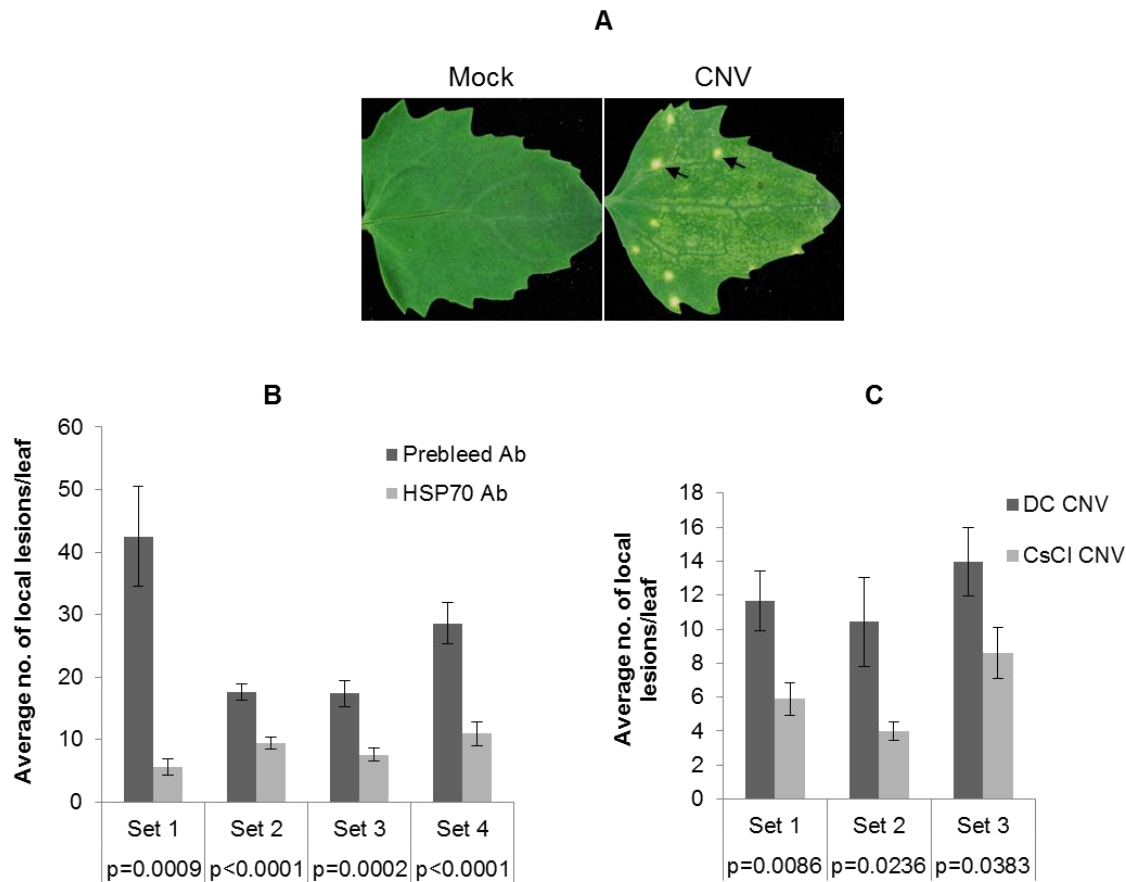 A
Mock CNV
B
Average no. of local lesions/leaf
60
50
40
30
20
10
0
Prebleed Ab
HSP70 Ab
Set 1 Set 2 Set 3 Set 4
p=0.0009 p<0.0001 p=0.0002 p<0.0001
C
Average no. of local
lesions/leaf
18
16
14
12
10
8
6
4
2
0
DC CNV
CsCl CNV
Set 1 Set 2 Set 3
p=0.0086 p=0.0236 p=0.0383